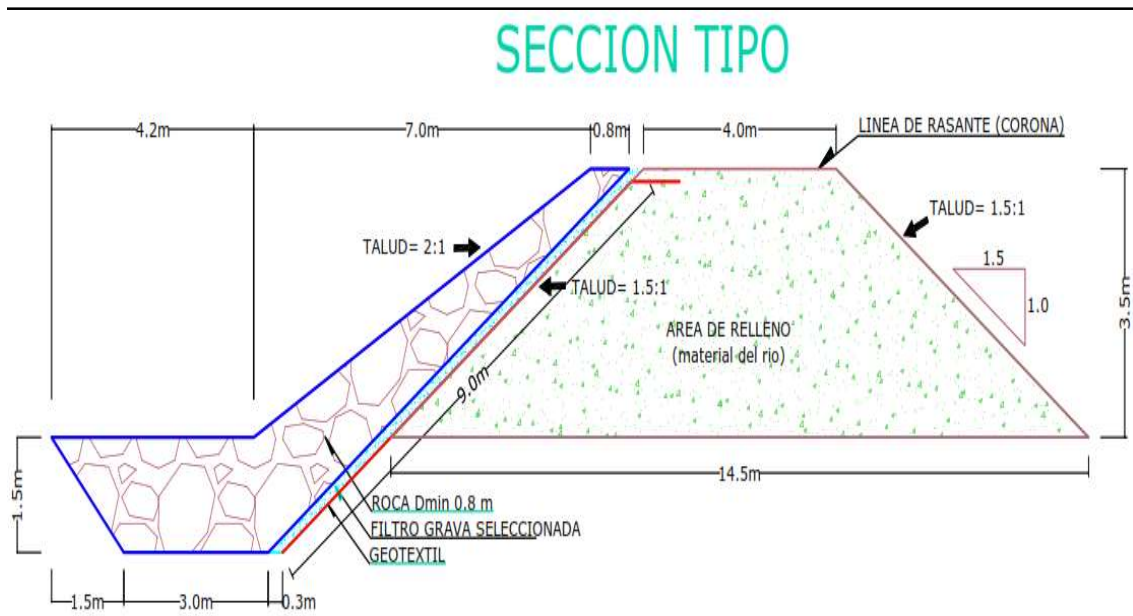 SECCION TIPO
4.2m
7.0m
0.8m
4.0m
LINEA DE RASANTE (CORONA)
TALUD= 2:1
TALUD= 1.5:1
TALUD= 1.5:1
1.5
1.0
3.5m
AREA DE RELLENO
(material del rio)
9.0m
14.5m
1.5m
ROCA Dmin 0.8 m
FILTRO GRAVA SELECCIONADA
GEOTEXTIL
1.5m
3.0m
0.3m